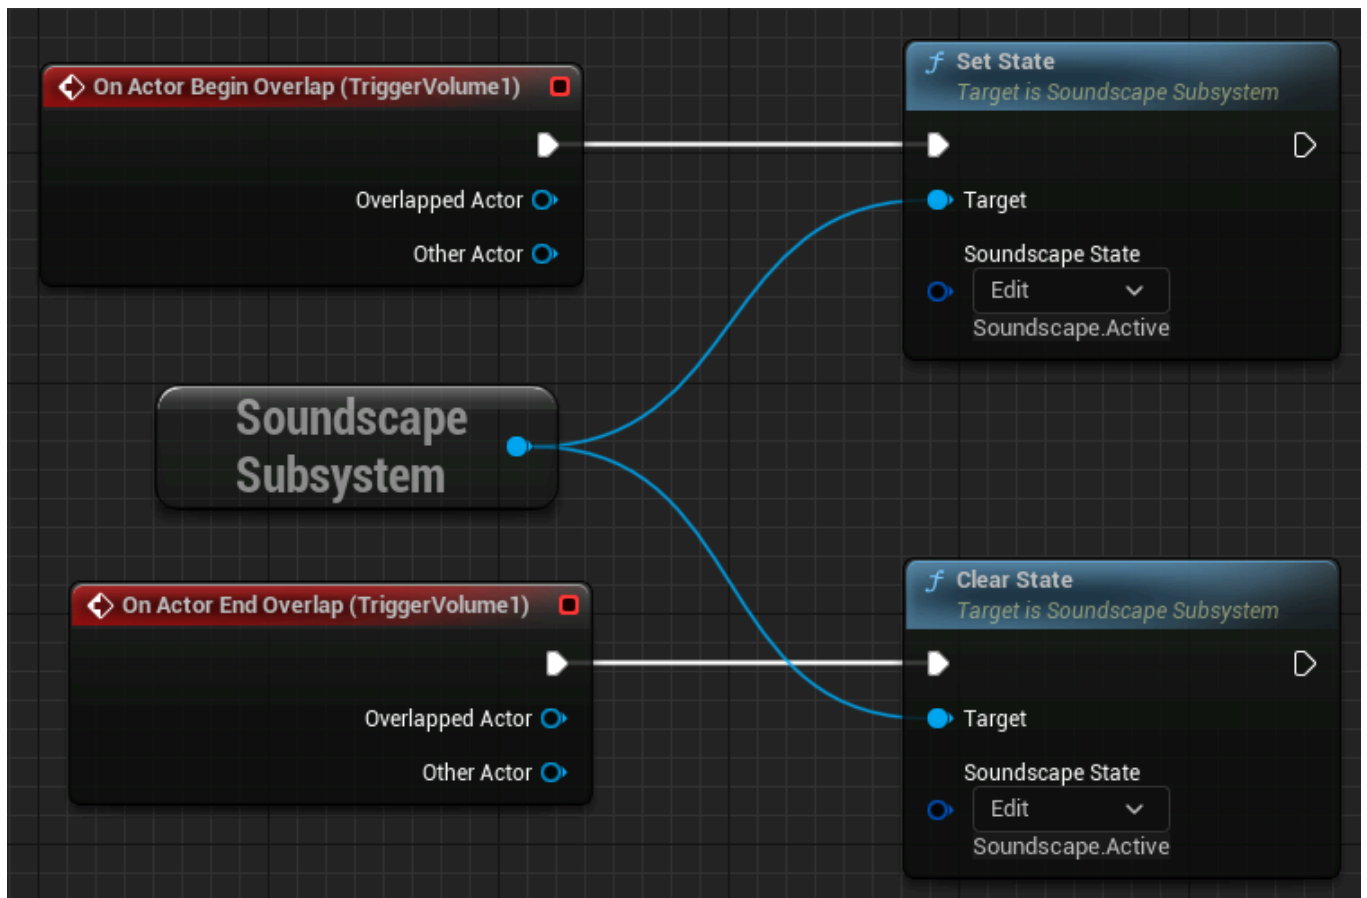 On Actor Begin Overlap (TriggerVolume1)
Overlapped Actor
Other Actor
f Set State
Target is Soundscape Subsystem
Target
Soundscape State
Edit
Soundscape.Active
Soundscape
Subsystem
On Actor End Overlap (TriggerVolume1)
Overlapped Actor
Other Actor
f Clear State
Target is Soundscape Subsystem
Target
Soundscape State
Edit
Soundscape.Active